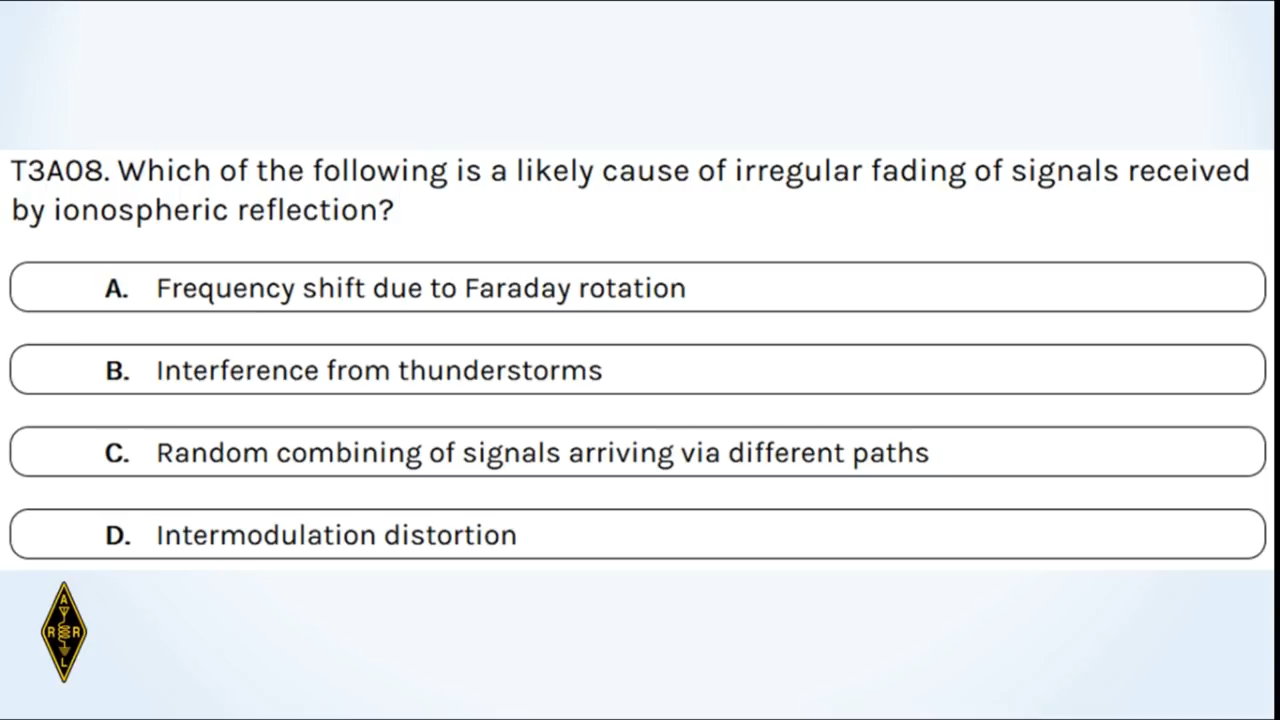 T3A08. Which of the following is a likely cause of irregular fading of signals received
by ionospheric reflection?
A. Frequency shift due to Faraday rotation
B. Interference from thunderstorms
C. Random combining of signals arriving via different paths
D. Intermodulation distortion
A
R R
L